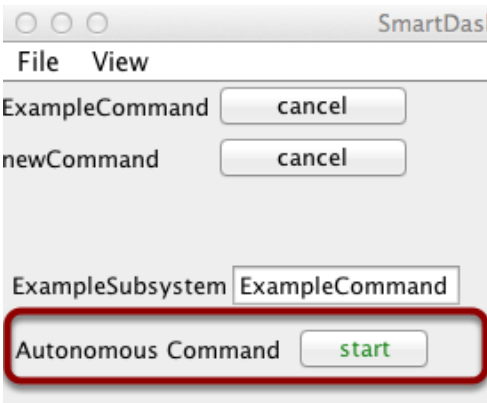 SmartDas
File View
ExampleCommand cancel
newCommand cancel
ExampleSubsystem ExampleCommand
Autonomous Command start